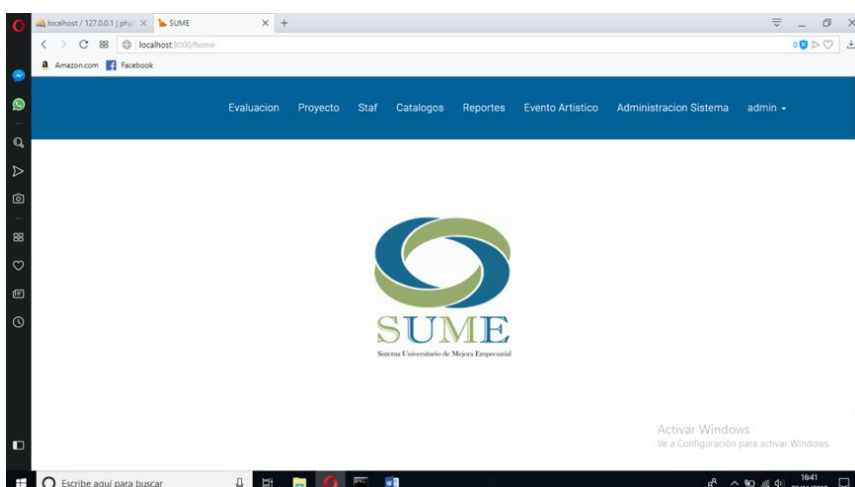 localhost / 127.0.0.1 | ph
SUME
localhost:8000/home
Amazon.com
Facebook
Evaluacion Proyecto Staf Catalogos Reportes Evento Artistico Administracion Sistema admin
SUME
Sistema Universitario de Mejora Empresarial
Activar Windows
Ve a Configuración para activar Windows.
Escribe aquí para buscar
16:41